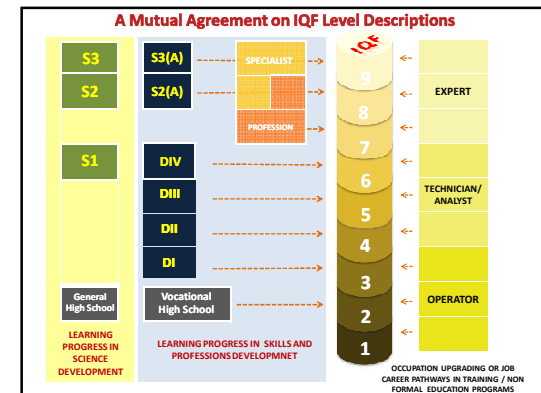 A Mutual Agreement on IQF Level Descriptions
S3
S2
S1
General
High School
LEARNING
PROGRESS IN
SCIENCE
DEVELOPMENT
S3(A)
S2(A)
DIV
DIII
DII
DI
Vocational
High School
SPECIALIST
PROFESSION
LEARNING PROGRESS IN SKILLS AND
PROFESSIONS DEVELOPMNET
IQF
9
8
7
6
5
4
3
2
1
EXPERT
TECHNICIAN/
ANALYST
OPERATOR
OCCUPATION UPGRADING OR JOB
CAREER PATHWAYS IN TRAINING / NON
FORMAL EDUCATION PROGRAMS